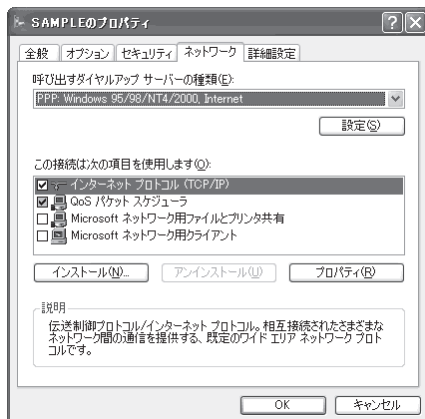 SAMPLEのプロパティ
全般 オプション セキュリティ ネットワーク 詳細設定
呼び出すダイヤルアップ サーバーの種類(E):
PPP: Windows 95/98/NT4/2000, Internet
設定(S)
この接続は次の項目を使用します(O):
インターネット プロトコル (TCP/IP)
QoS パケット スケジューラ
Microsoft ネットワーク用ファイルとプリンタ共有
Microsoft ネットワーク用クライアント
インストール(N)... アンインストール(U) プロパティ(R)
説明
伝送制御プロトコル/インターネット プロトコル。相互接続されたさまざまな
ネットワーク間の通信を提供する、既定のワイド エリア ネットワーク プロト
コルです。
OK キャンセル